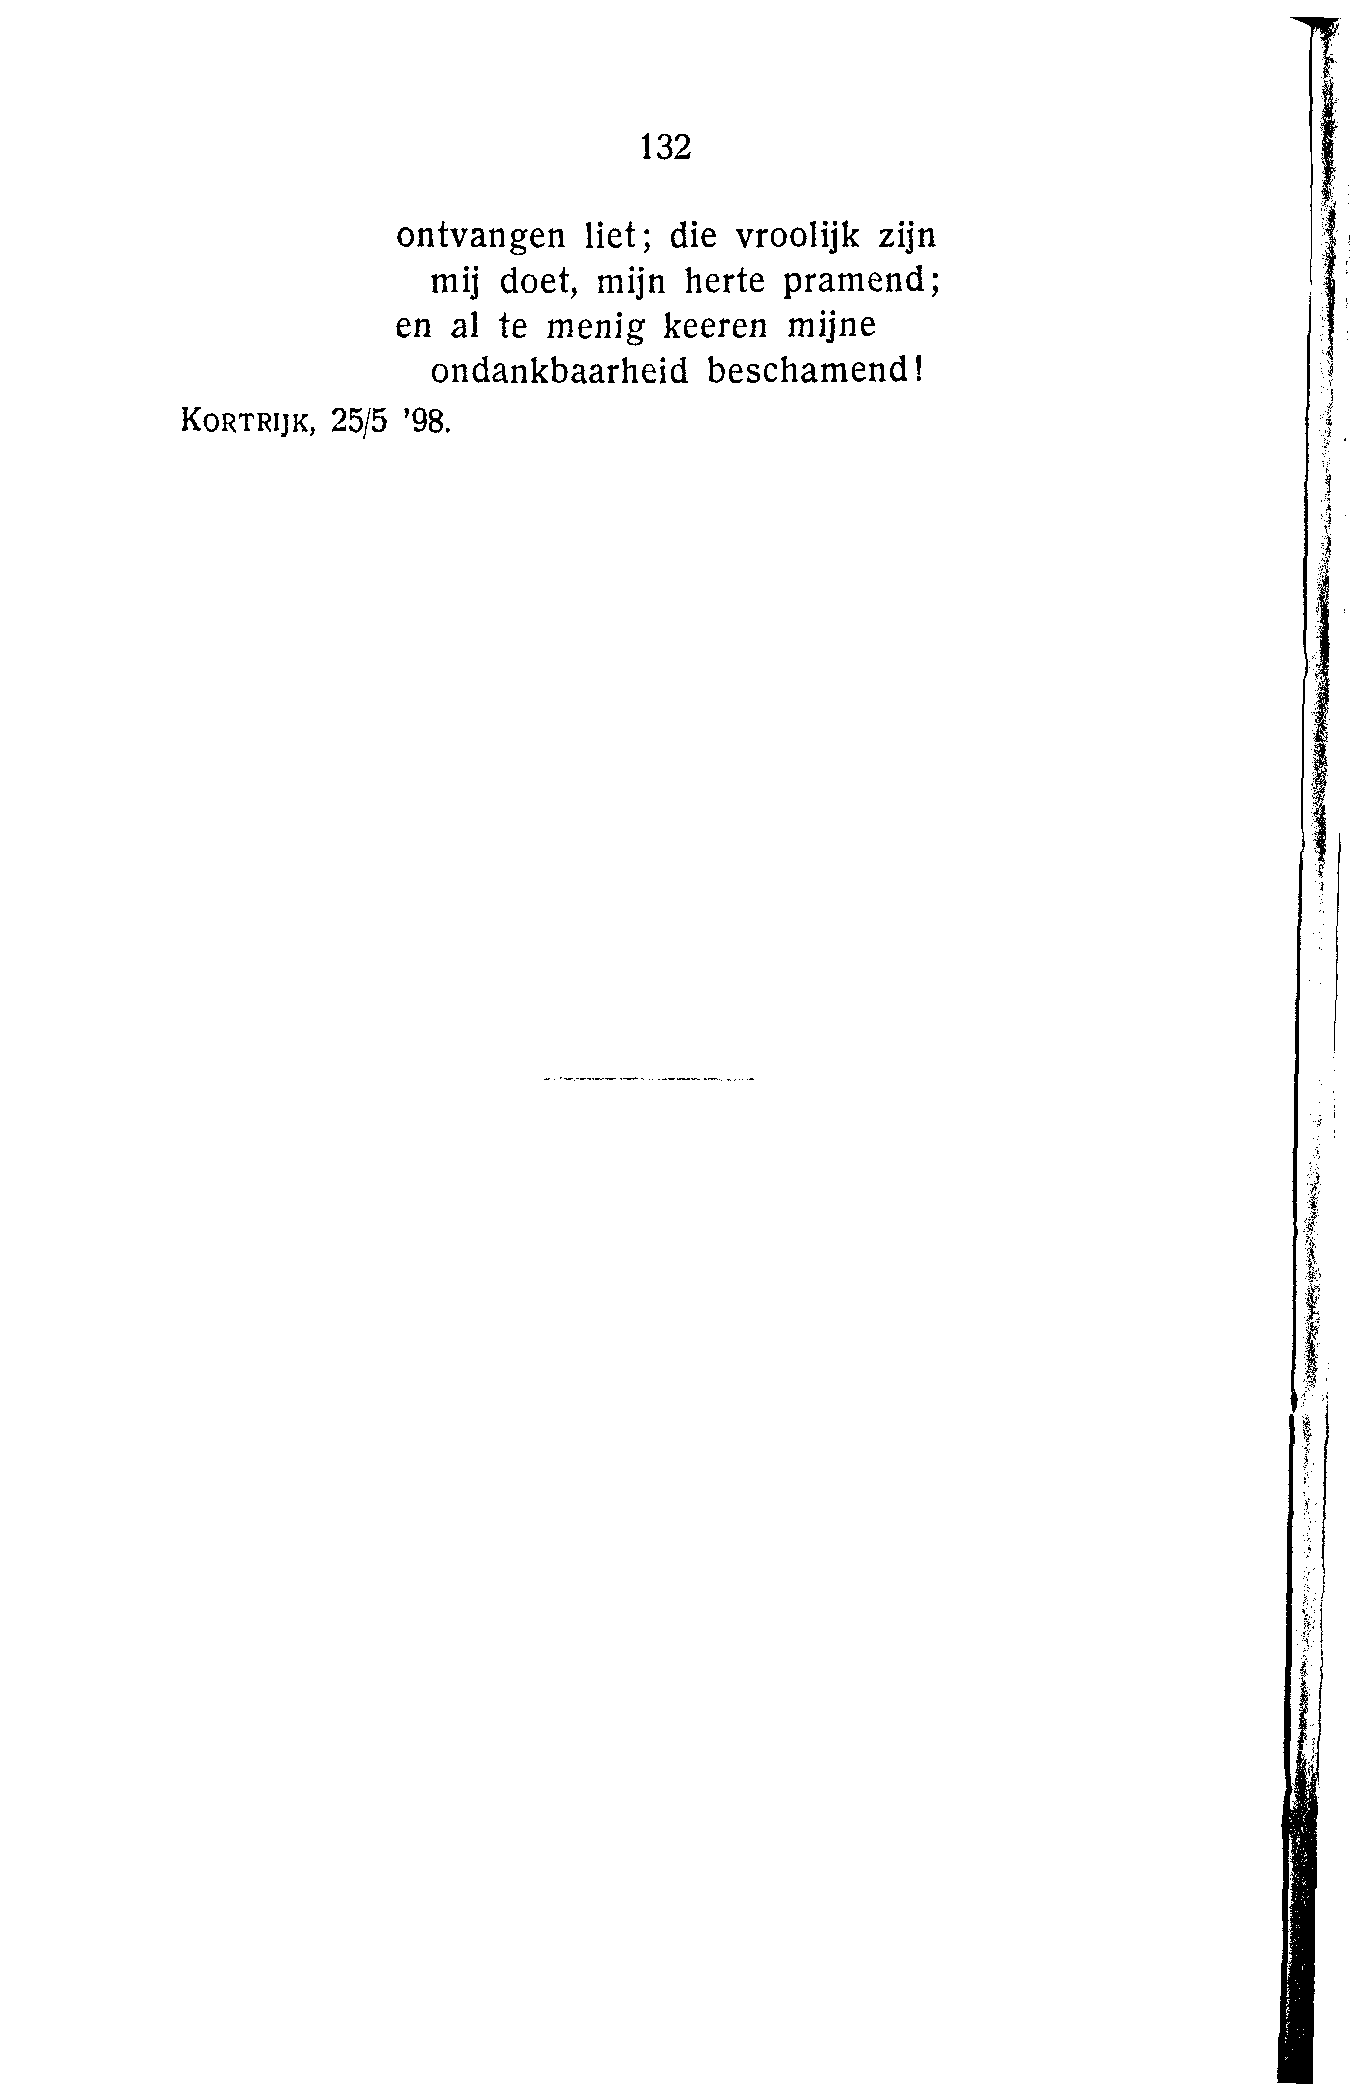 132
ontvangen liet; die vroolijk zijn
mij doet, mijn herte pramend;
en al te menig keeren mijne
ondankbaarheid beschamend!
KORTRIJK, 25/5 '98.